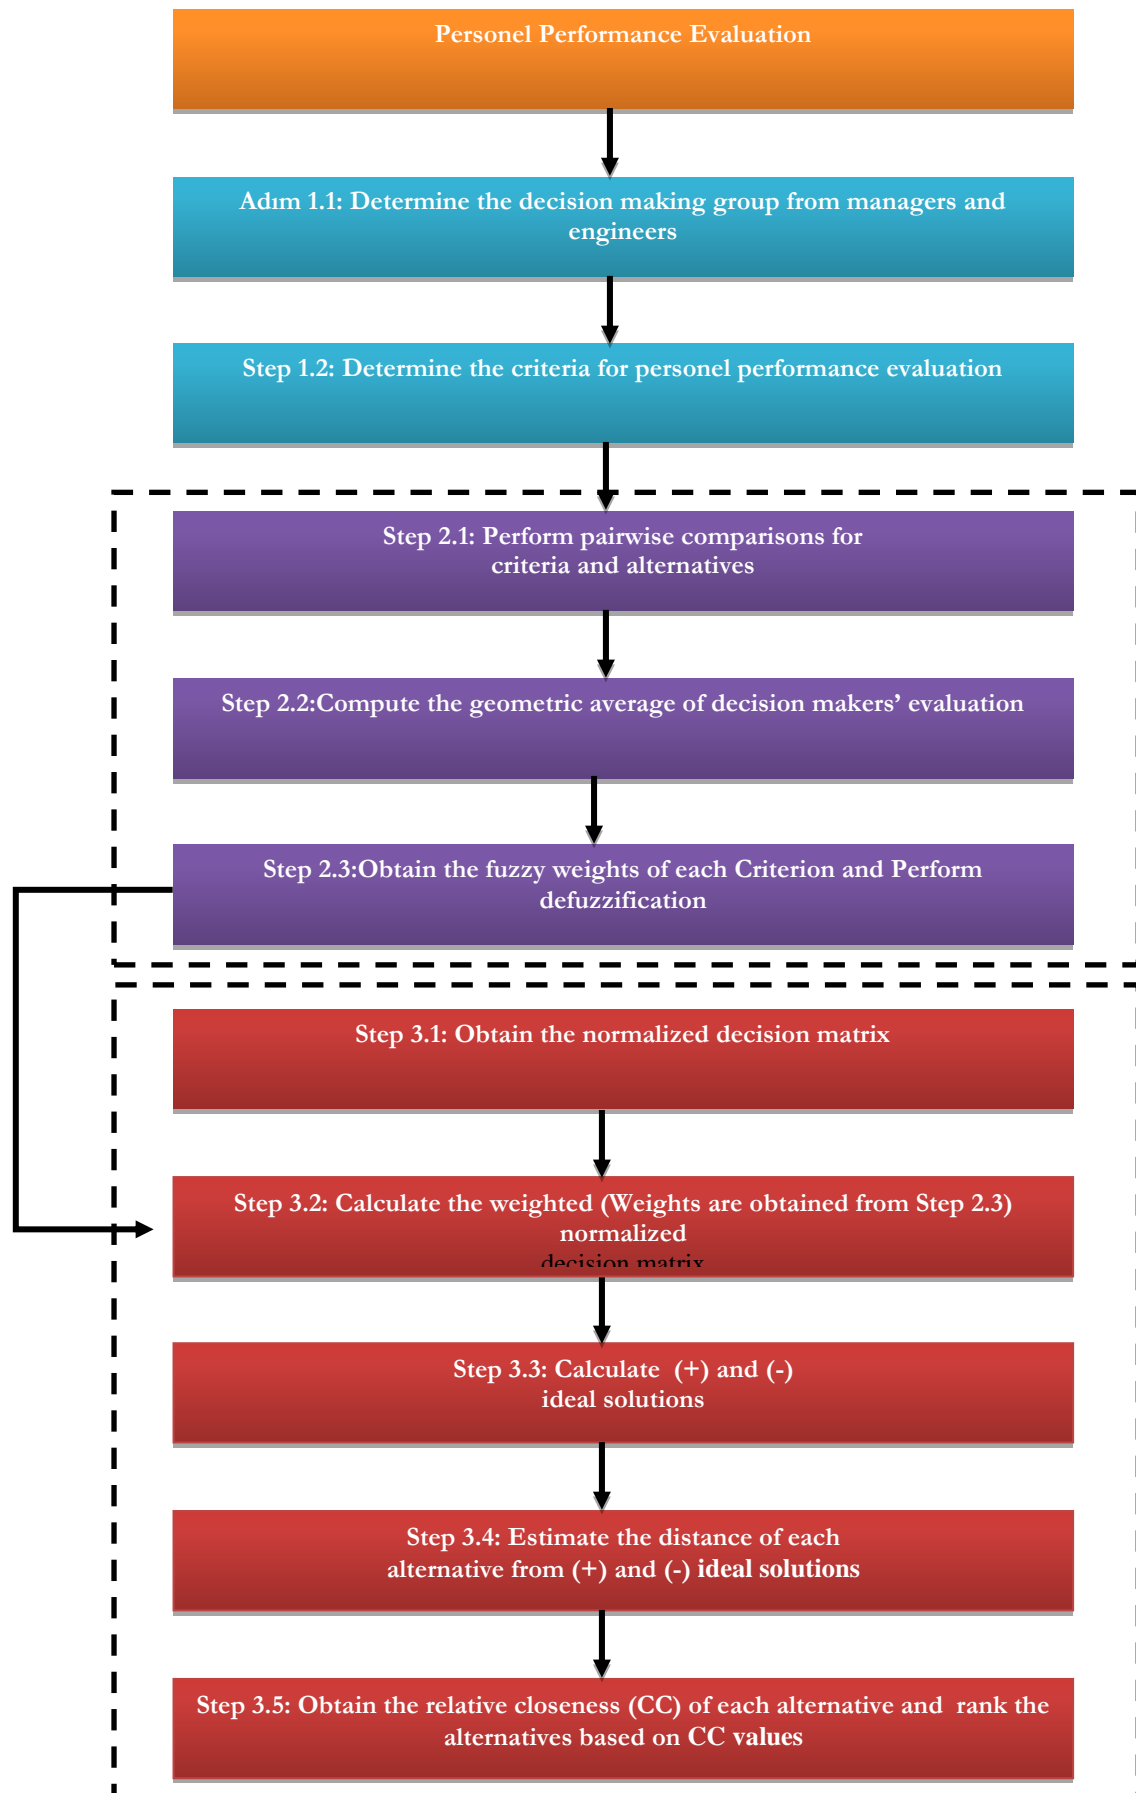 Personel Performance Evaluation
Adım 1.1: Determine the decision making group from managers and
engineers
Step 1.2: Determine the criteria for personel performance evaluation
Step 2.1: Perform pairwise comparisons for
criteria and alternatives
Step 2.2:Compute the geometric average of decision makers’ evaluation
Step 2.3:Obtain the fuzzy weights of each Criterion and Perform
defuzzification
Step 3.1: Obtain the normalized decision matrix
Step 3.2: Calculate the weighted (Weights are obtained from Step 2.3)
normalized
decision matrix
Step 3.3: Calculate  (+) and (-)
ideal solutions
Step 3.4: Estimate the distance of each
alternative from (+) and (-) ideal solutions
Step 3.5: Obtain the relative closeness (CC) of each alternative and  rank the
alternatives based on CC values